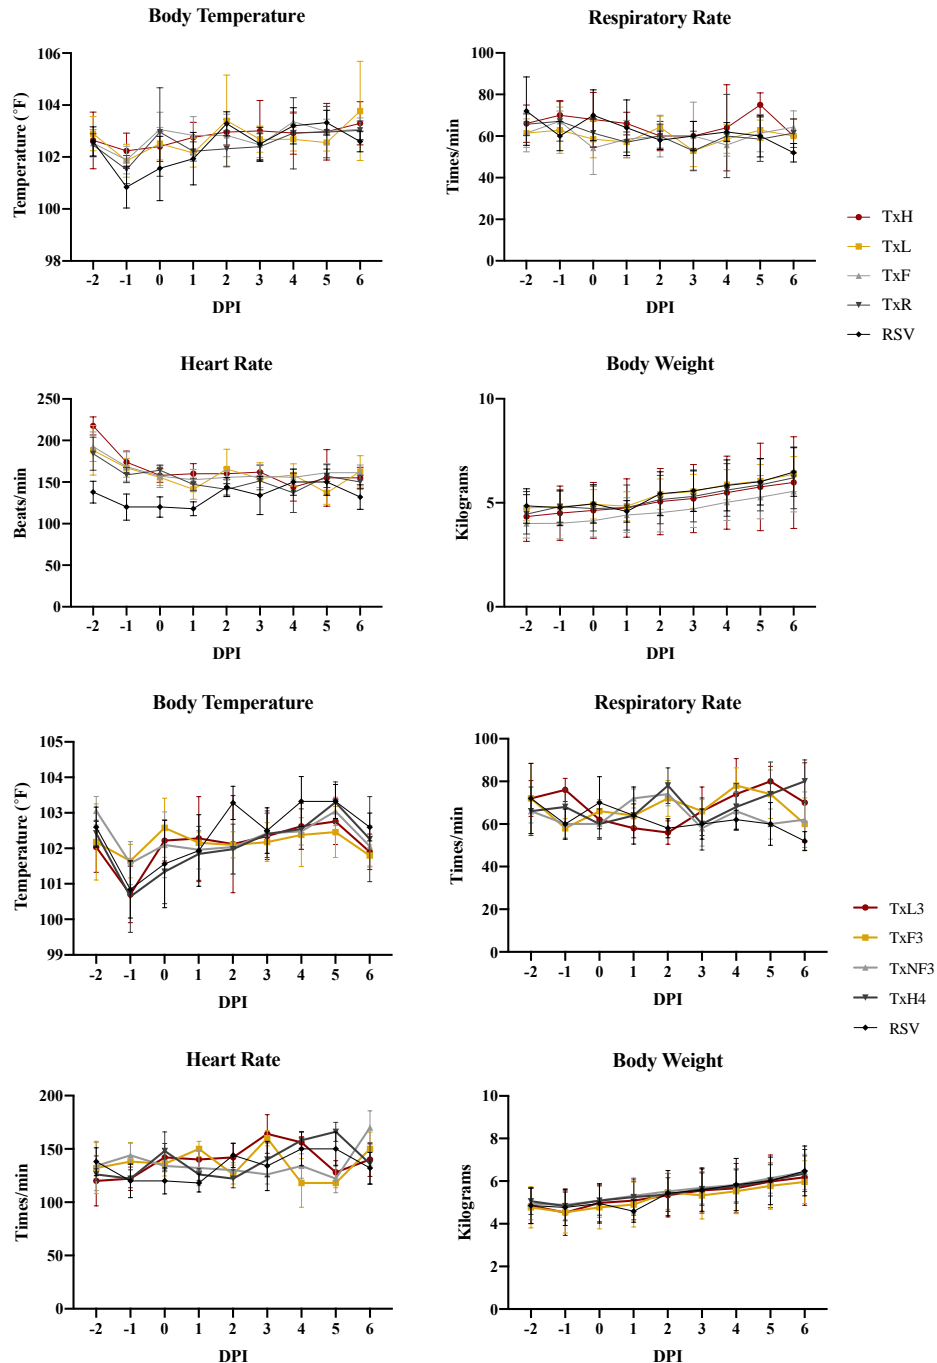 Body Temperature
Temperature (°F)
106
104
102
100
98
-2 -1 0 1 2 3 4 5 6
DPI
Respiratory Rate
Times/min
100
80
60
40
20
0
-2 -1 0 1 2 3 4 5 6
DPI
TxH
TxL
TxF
TxR
RSV
Heart Rate
Beats/min
250
200
150
100
50
0
-2 -1 0 1 2 3 4 5 6
DPI
Body Weight
Kilograms
10
5
0
-2 -1 0 1 2 3 4 5 6
DPI
Body Temperature
Temperature (°F)
105
104
103
102
101
100
99
-2 -1 0 1 2 3 4 5 6
DPI
Respiratory Rate
Times/min
100
80
60
40
20
0
-2 -1 0 1 2 3 4 5 6
DPI
TxL3
TxF3
TxNF3
TxH4
RSV
Heart Rate
Times/min
200
150
100
50
0
-2 -1 0 1 2 3 4 5 6
DPI
Body Weight
Kilograms
10
8
6
4
2
0
-2 -1 0 1 2 3 4 5 6
DPI